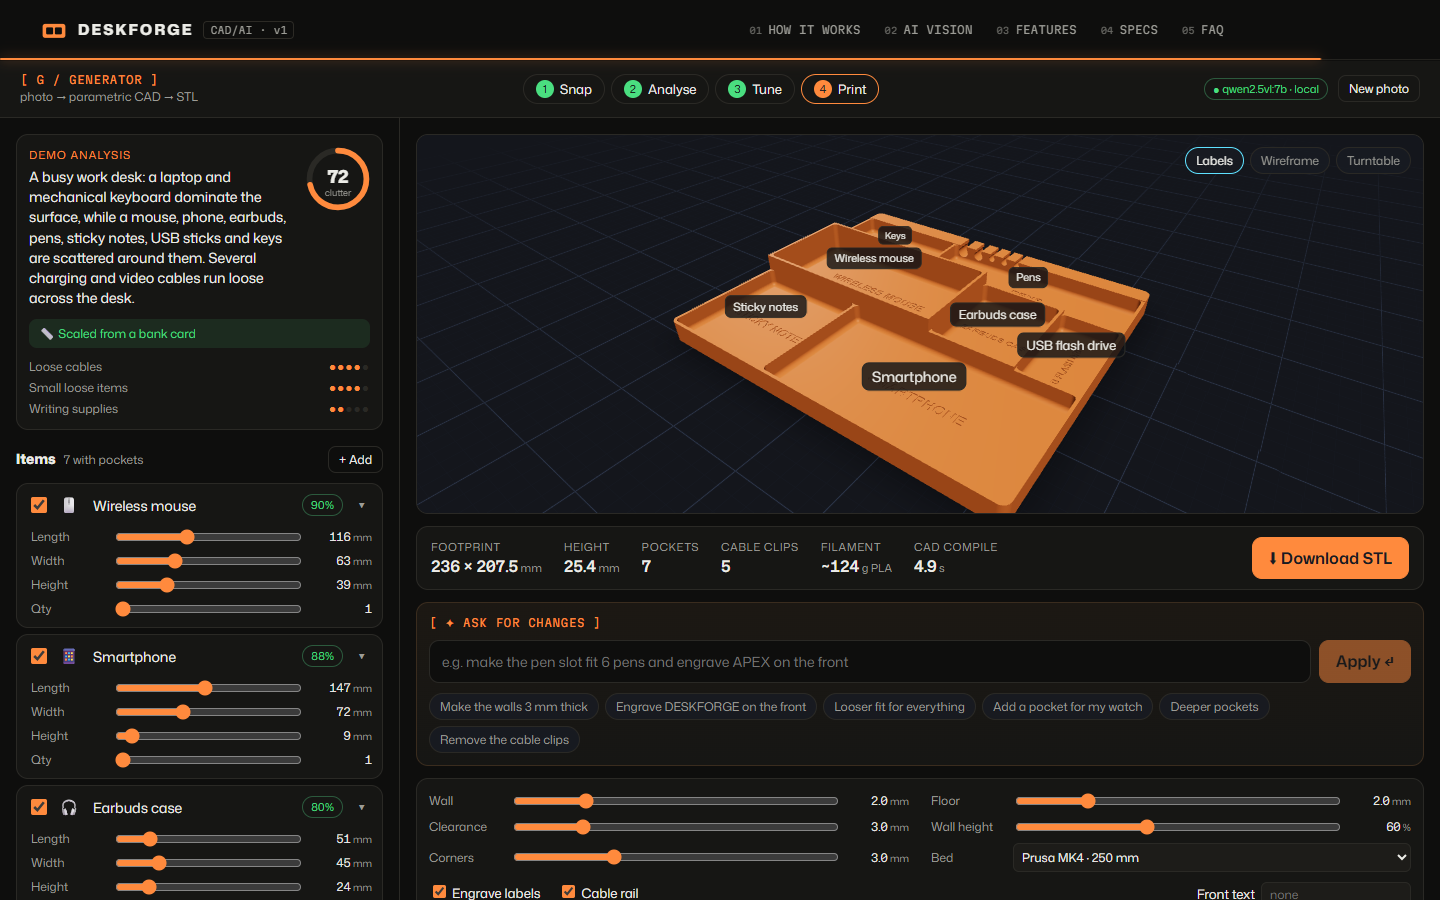 DESKFORGE CAD/AI · v1
01 HOW IT WORKS 02 AI VISION 03 FEATURES 04 SPECS 05 FAQ
[ G / GENERATOR ]
photo → parametric CAD → STL
1 Snap 2 Analyse 3 Tune 4 Print
● qwen2.5vl:7b · local
New photo
DEMO ANALYSIS
A busy work desk: a laptop and
mechanical keyboard dominate the
surface, while a mouse, phone, earbuds,
pens, sticky notes, USB sticks and keys
are scattered around them. Several
charging and video cables run loose
across the desk.
72
clutter
Scaled from a bank card
Loose cables
Small loose items
Writing supplies
Items 7 with pockets
+ Add
Wireless mouse 90%
Length 116 mm
Width 63 mm
Height 39 mm
Qty 1
Smartphone 88%
Length 147 mm
Width 72 mm
Height 9 mm
Qty 1
Earbuds case 80%
Length 51 mm
Width 45 mm
Height 24 mm
Labels Wireframe Turntable
Keys
Wireless mouse
Pens
Sticky notes
Earbuds case
USB flash drive
Smartphone
WIRELESS MOUSE
FOOTPRINT
236 × 207.5 mm
HEIGHT
25.4 mm
POCKETS
7
CABLE CLIPS
5
FILAMENT
~124 g PLA
CAD COMPILE
4.9 s
⬇ Download STL
[ ✦ ASK FOR CHANGES ]
e.g. make the pen slot fit 6 pens and engrave APEX on the front
Apply ↵
Make the walls 3 mm thick
Engrave DESKFORGE on the front
Looser fit for everything
Add a pocket for my watch
Deeper pockets
Remove the cable clips
Wall 2.0 mm
Floor 2.0 mm
Clearance 3.0 mm
Wall height 60 %
Corners 3.0 mm
Bed Prusa MK4 · 250 mm
Engrave labels
Cable rail
Front text none